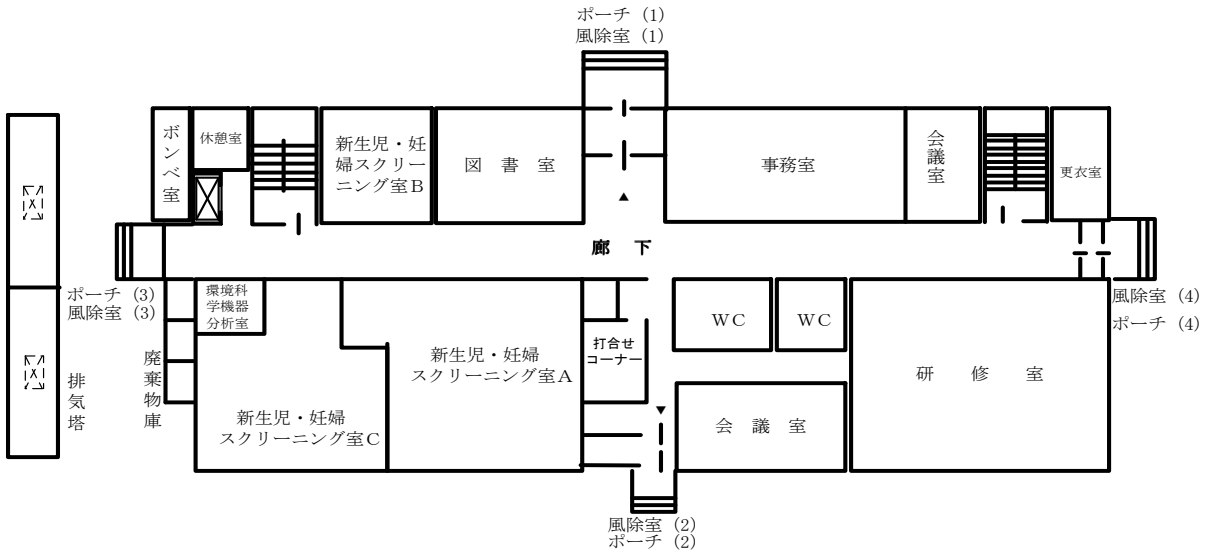 ポーチ (1)
風除室 (1)
ボンベ室
休憩室
新生児・妊
婦スクリー
ニング室B
図 書 室
事務室
会議室
更衣室
廊 下
ポーチ (3)
風除室 (3)
環境科
学機器
分析室
WC
WC
風除室 (4)
ポーチ (4)
打合せ
コーナー
新生児・妊婦
スクリーニング室A
研 修 室
排気塔
廃棄物庫
新生児・妊婦
スクリーニング室C
会 議 室
風除室 (2)
ポーチ (2)